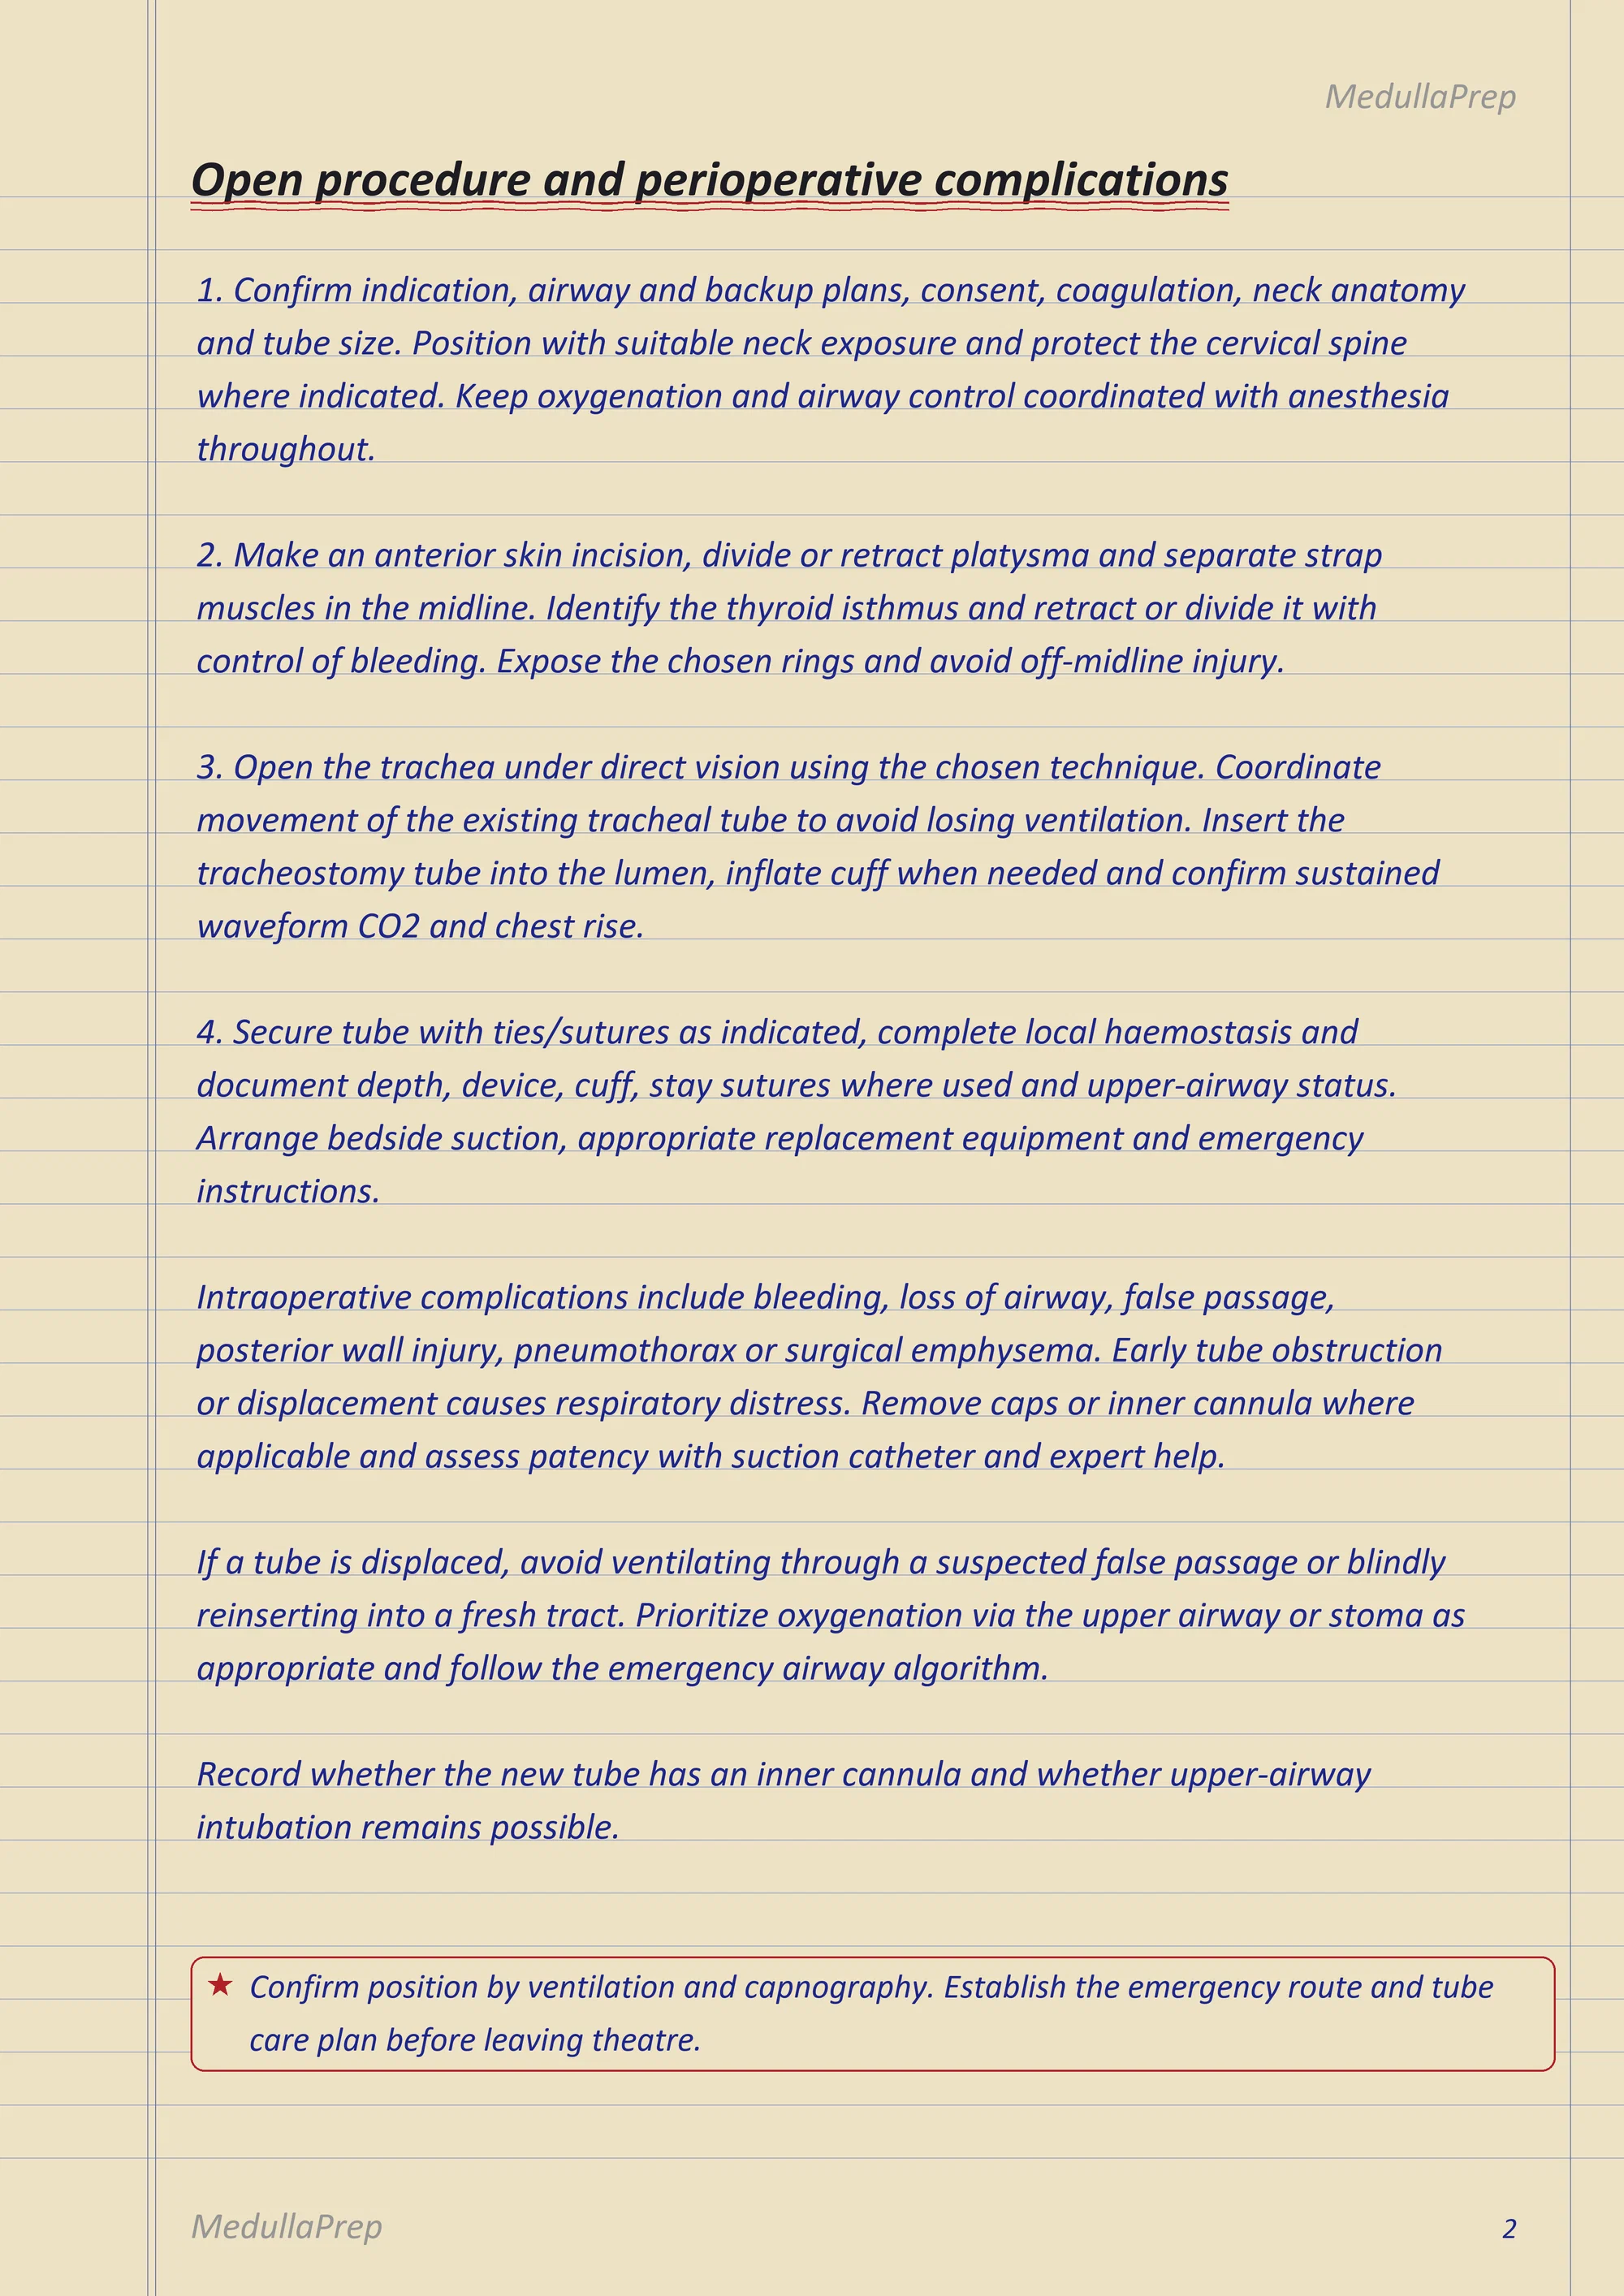 MedullaPrep
Open procedure and perioperative complications
1. Confirm indication, airway and backup plans, consent, coagulation, neck anatomy
and tube size. Position with suitable neck exposure and protect the cervical spine
where indicated. Keep oxygenation and airway control coordinated with anesthesia
throughout.
2. Make an anterior skin incision, divide or retract platysma and separate strap
muscles in the midline. Identify the thyroid isthmus and retract or divide it with
control of bleeding. Expose the chosen rings and avoid off-midline injury.
3. Open the trachea under direct vision using the chosen technique. Coordinate
movement of the existing tracheal tube to avoid losing ventilation. Insert the
tracheostomy tube into the lumen, inflate cuff when needed and confirm sustained
waveform CO2 and chest rise.
4. Secure tube with ties/sutures as indicated, complete local haemostasis and
document depth, device, cuff, stay sutures where used and upper-airway status.
Arrange bedside suction, appropriate replacement equipment and emergency
instructions.
Intraoperative complications include bleeding, loss of airway, false passage,
posterior wall injury, pneumothorax or surgical emphysema. Early tube obstruction
or displacement causes respiratory distress. Remove caps or inner cannula where
applicable and assess patency with suction catheter and expert help.
If a tube is displaced, avoid ventilating through a suspected false passage or blindly
reinserting into a fresh tract. Prioritize oxygenation via the upper airway or stoma as
appropriate and follow the emergency airway algorithm.
Record whether the new tube has an inner cannula and whether upper-airway
intubation remains possible.
★ Confirm position by ventilation and capnography. Establish the emergency route and tube
care plan before leaving theatre.
MedullaPrep
2